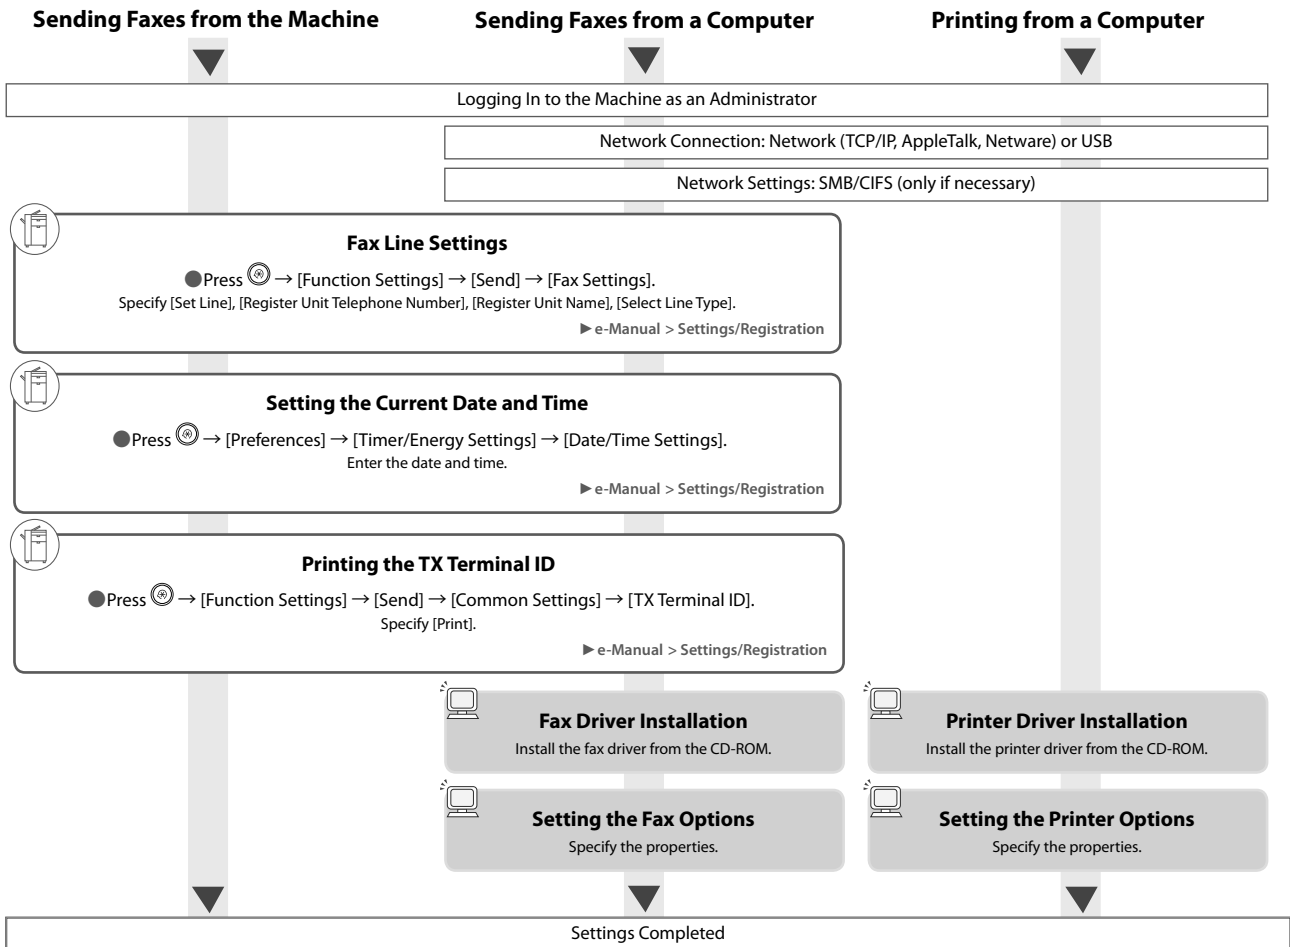 Sending Faxes from the Machine
Sending Faxes from a Computer
Printing from a Computer
Logging In to the Machine as an Administrator
Network Connection: Network (TCP/IP, AppleTalk, Netware) or USB
Network Settings: SMB/CIFS (only if necessary)
Fax Line Settings
●Press → [Function Settings] → [Send] → [Fax Settings].
Specify [Set Line], [Register Unit Telephone Number], [Register Unit Name], [Select Line Type].
►e-Manual > Settings/Registration
Setting the Current Date and Time
●Press → [Preferences] → [Timer/Energy Settings] → [Date/Time Settings].
Enter the date and time.
►e-Manual > Settings/Registration
Printing the TX Terminal ID
●Press → [Function Settings] → [Send] → [Common Settings] → [TX Terminal ID].
Specify [Print].
►e-Manual > Settings/Registration
Fax Driver Installation
Install the fax driver from the CD-ROM.
Printer Driver Installation
Install the printer driver from the CD-ROM.
Setting the Fax Options
Specify the properties.
Setting the Printer Options
Specify the properties.
Settings Completed